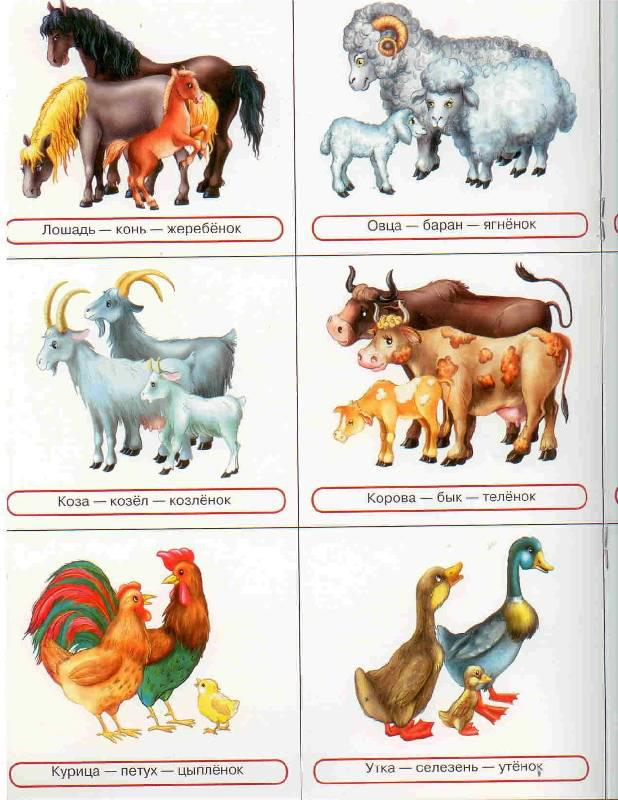 Лошадь — конь — жеребёнок
Овца — баран — ягнёнок
Коза — козёл — козлёнок
Корова — бык — телёнок
Курица — петух — цыплёнок
Утка — селезень — утёнок